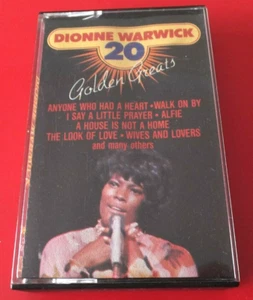 DIONNE WARWICK
20
Golden Greats
ANYONE WHO HAD A HEART • WALK ON BY
I SAY A LITTLE PRAYER • ALFIE
A HOUSE IS NOT A HOME
THE LOOK OF LOVE • WIVES AND LOVERS
and many others